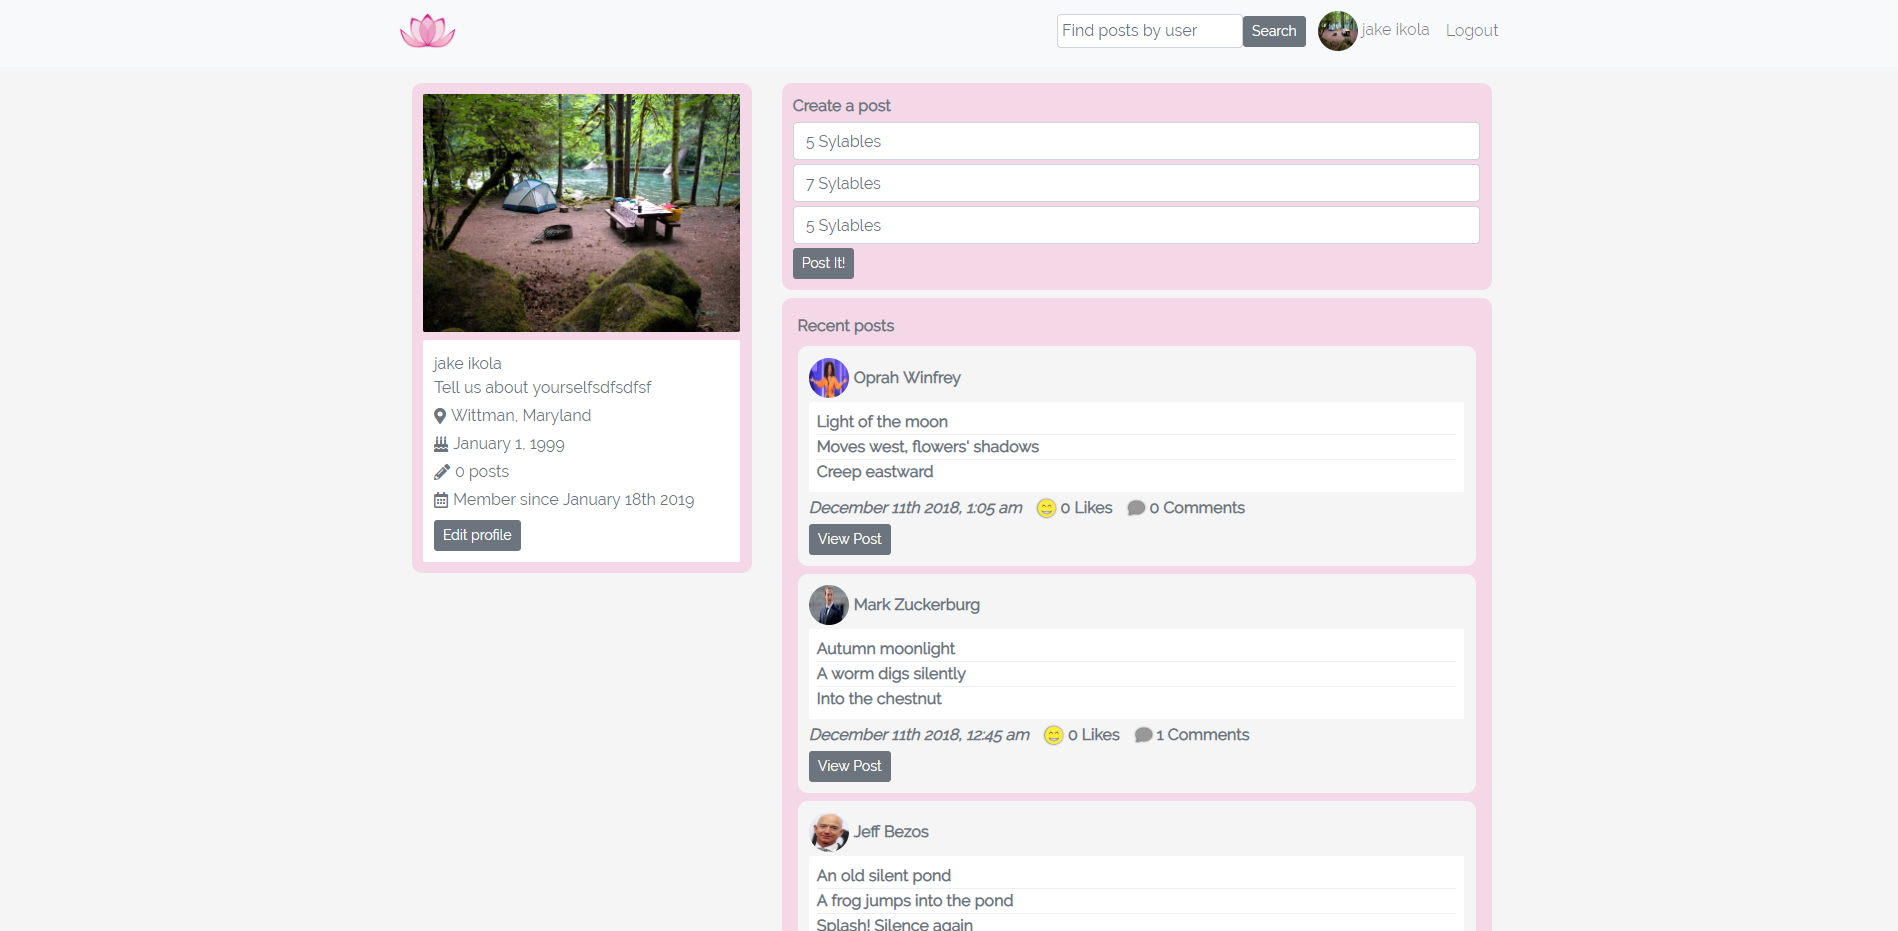 Find posts by user
Search
jake ikola
Logout
jake ikola
Tell us about yourselfsdfsdfsf
Wittman, Maryland
January 1, 1999
0 posts
Member since January 18th 2019
Edit profile
Create a post
5 Sylables
7 Sylables
5 Sylables
Post It!
Recent posts
Oprah Winfrey
Light of the moon
Moves west, flowers' shadows
Creep eastward
December 11th 2018, 1:05 am 0 Likes 0 Comments
View Post
Mark Zuckerburg
Autumn moonlight
A worm digs silently
Into the chestnut
December 11th 2018, 12:45 am 0 Likes 1 Comments
View Post
Jeff Bezos
An old silent pond
A frog jumps into the pond
Splash! Silence again